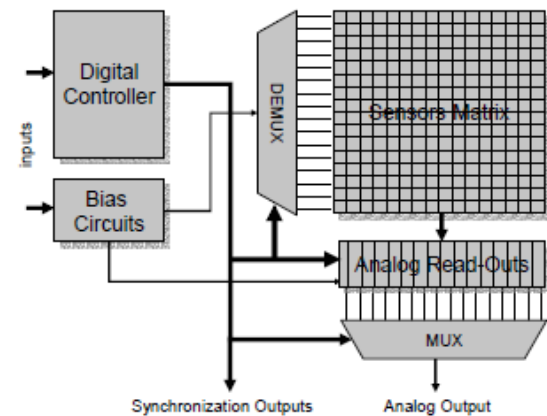 Digital
Controller
inputs
Bias
Circuits
DEMUX
Sensors Matrix
Analog Read-Outs
MUX
Synchronization Outputs
Analog Output